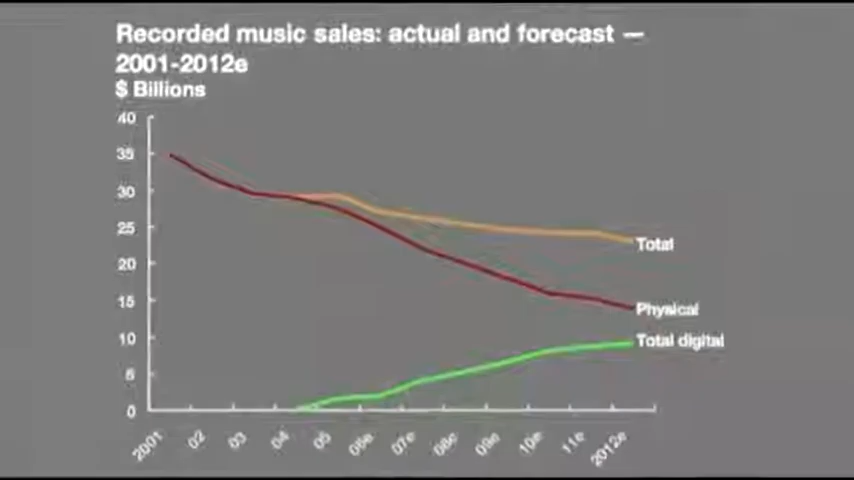 Recorded music sales: actual and forecast —
2001-2012e
$ Billions
40
35
30
25
20
15
10
5
0
Total
Physical
Total digital
2001 02 03 04 05 06e 07e 08e 09e 10e 11e 2012e